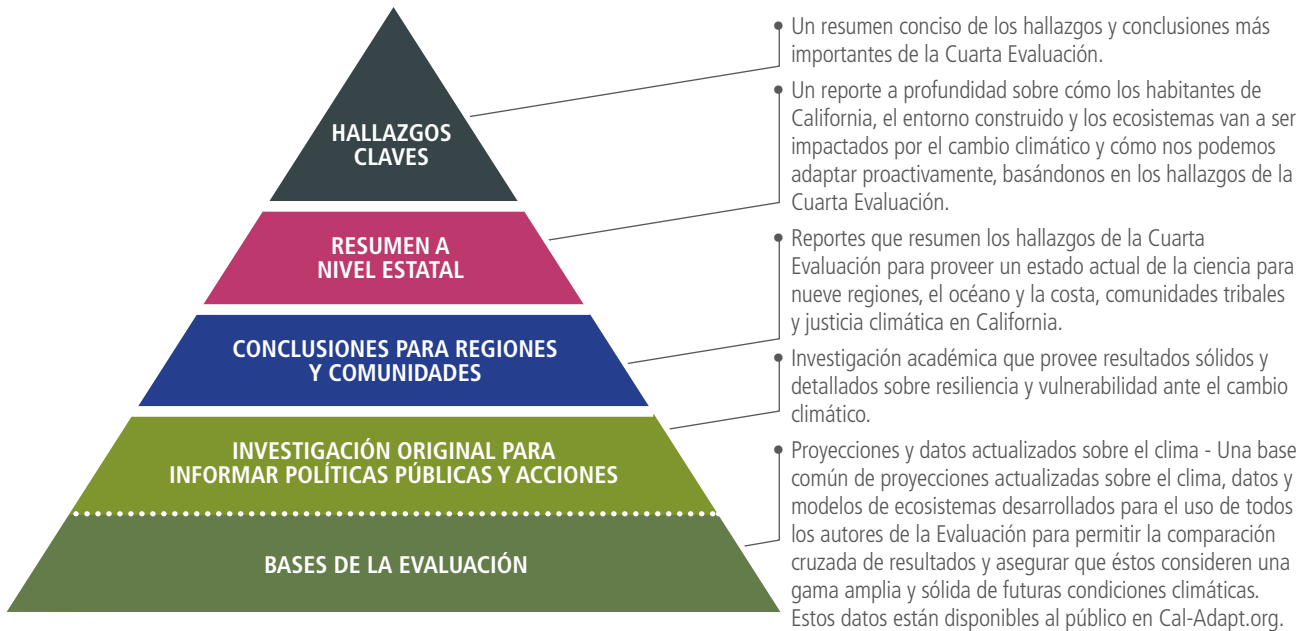 HALLAZGOS
CLAVES
Un resumen conciso de los hallazgos y conclusiones más
importantes de la Cuarta Evaluación.
RESUMEN A
NIVEL ESTATAL
Un reporte a profundidad sobre cómo los habitantes de
California, el entorno construido y los ecosistemas van a ser
impactados por el cambio climático y cómo nos podemos
adaptar proactivamente, basándonos en los hallazgos de la
Cuarta Evaluación.
CONCLUSIONES PARA REGIONES
Y COMUNIDADES
Reportes que resumen los hallazgos de la Cuarta
Evaluación para proveer un estado actual de la ciencia para
nueve regiones, el océano y la costa, comunidades tribales
y justicia climática en California.
INVESTIGACIÓN ORIGINAL PARA
INFORMAR POLÍTICAS PÚBLICAS Y ACCIONES
Investigación académica que provee resultados sólidos y
detallados sobre resiliencia y vulnerabilidad ante el cambio
climático.
BASES DE LA EVALUACIÓN
Proyecciones y datos actualizados sobre el clima - Una base
común de proyecciones actualizadas sobre el clima, datos y
modelos de ecosistemas desarrollados para el uso de todos
los autores de la Evaluación para permitir la comparación
cruzada de resultados y asegurar que éstos consideren una
gama amplia y sólida de futuras condiciones climáticas.
Estos datos están disponibles al público en Cal-Adapt.org.